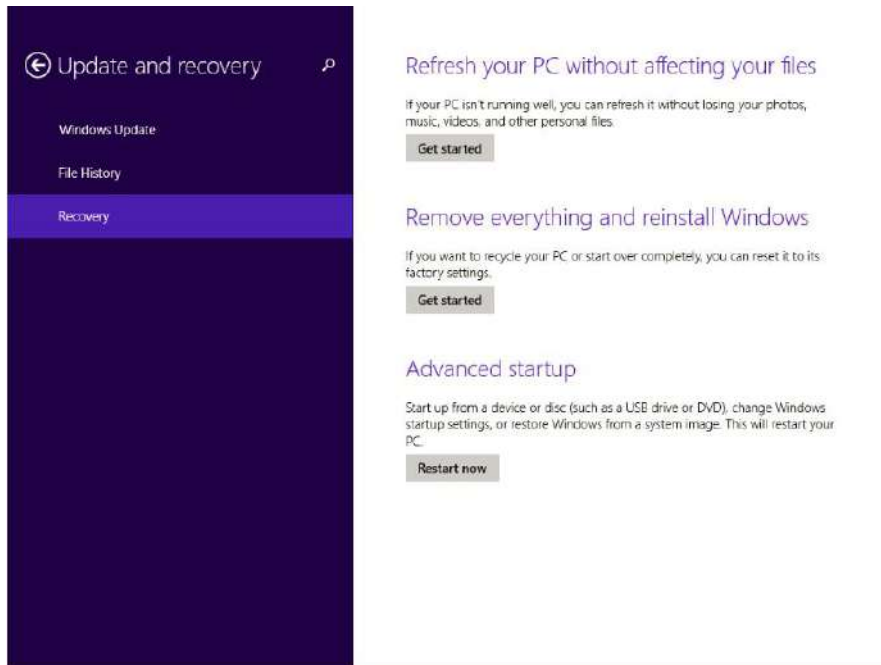 Update and recovery
Windows Update
File History
Recovery
Refresh your PC without affecting your files
If your PC isn't running well, you can refresh it without losing your photos,
music, videos, and other personal files.
Get started
Remove everything and reinstall Windows
If you want to recycle your PC or start over completely, you can reset it to its
factory settings.
Get started
Advanced startup
Start up from a device or disc (such as a USB drive or DVD), change Windows
startup settings, or restore Windows from a system image. This will restart your
PC.
Restart now